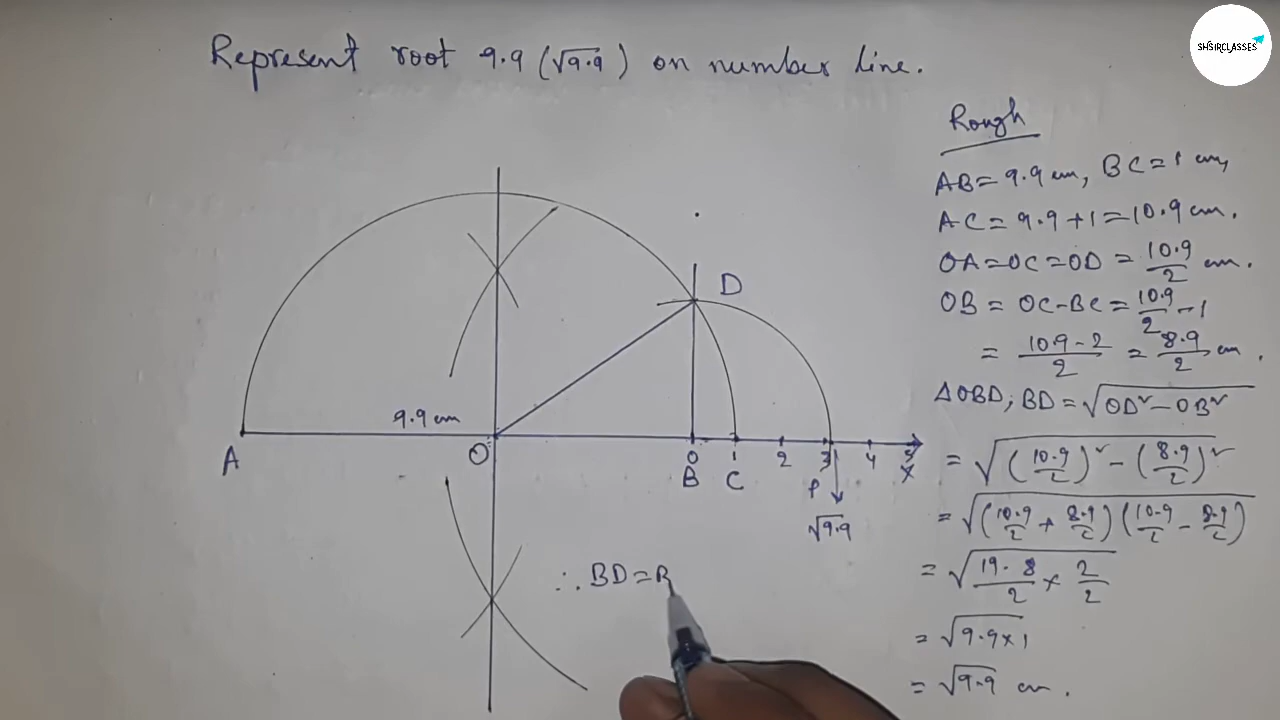 SHSIRCLASSES
Represent root 9.9 (√9.9) on number line.
Rough
AB = 9.9 cm, BC = 1 cm,
AC = 9.9 + 1 = 10.9 cm.
OA = OC = OD = 10.9/2 cm.
OB = OC - BC = 10.9/2 - 1
= 10.9 - 2/2 = 8.9/2 cm.
△OBD; BD = √OD² - OB²
= √(10.9/2)² - (8.9/2)²
= √(10.9/2 + 8.9/2)(10.9/2 - 8.9/2)
= √19.8/2 × 2/2
= √9.9 × 1
= √9.9 cm.
D
9.9 cm
A O 0 1 2 3 4 5
B C P X
√9.9
∴ BD = B